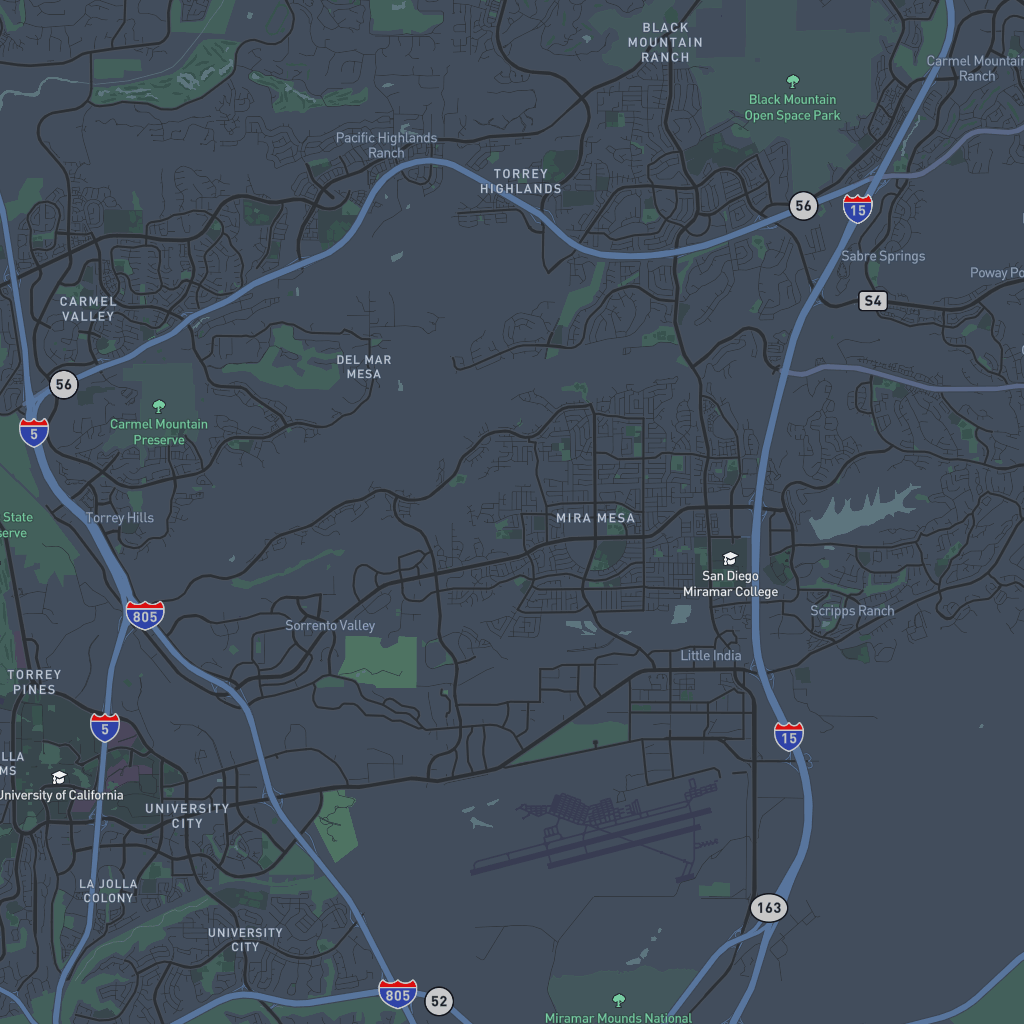 BLACK
MOUNTAIN
RANCH
Carmel Mountain
Ranch
Black Mountain
Open Space Park
Pacific Highlands
Ranch
TORREY
HIGHLANDS
56
15
Sabre Springs
Poway Po
S4
CARMEL
VALLEY
DEL MAR
MESA
56
5
Carmel Mountain
Preserve
State
serve
Torrey Hills
MIRA MESA
San Diego
Miramar College
805
Scripps Ranch
Sorrento Valley
Little India
TORREY
PINES
5
15
LLA
MS
University of California
UNIVERSITY
CITY
LA JOLLA
COLONY
163
UNIVERSITY
CITY
805
52
Miramar Mounds National